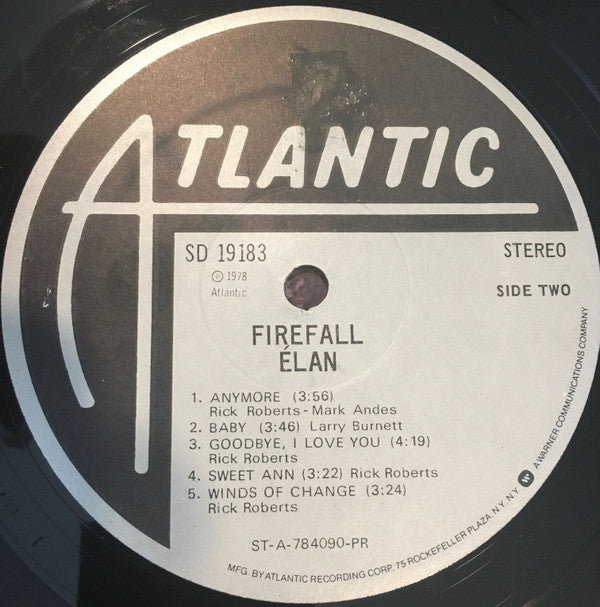 ATLANTIC
SD 19183
STEREO
℗ 1978
Atlantic
SIDE TWO
FIREFALL
ÉLAN
1. ANYMORE (3:56)
Rick Roberts - Mark Andes
2. BABY (3:46) Larry Burnett
3. GOODBYE, I LOVE YOU (4:19)
Rick Roberts
4. SWEET ANN (3:22) Rick Roberts
5. WINDS OF CHANGE (3:24)
Rick Roberts
ST-A-784090-PR
MFG. BY ATLANTIC RECORDING CORP. 75 ROCKEFELLER PLAZA, N.Y. N.Y. W A WARNER COMMUNICATIONS COMPANY